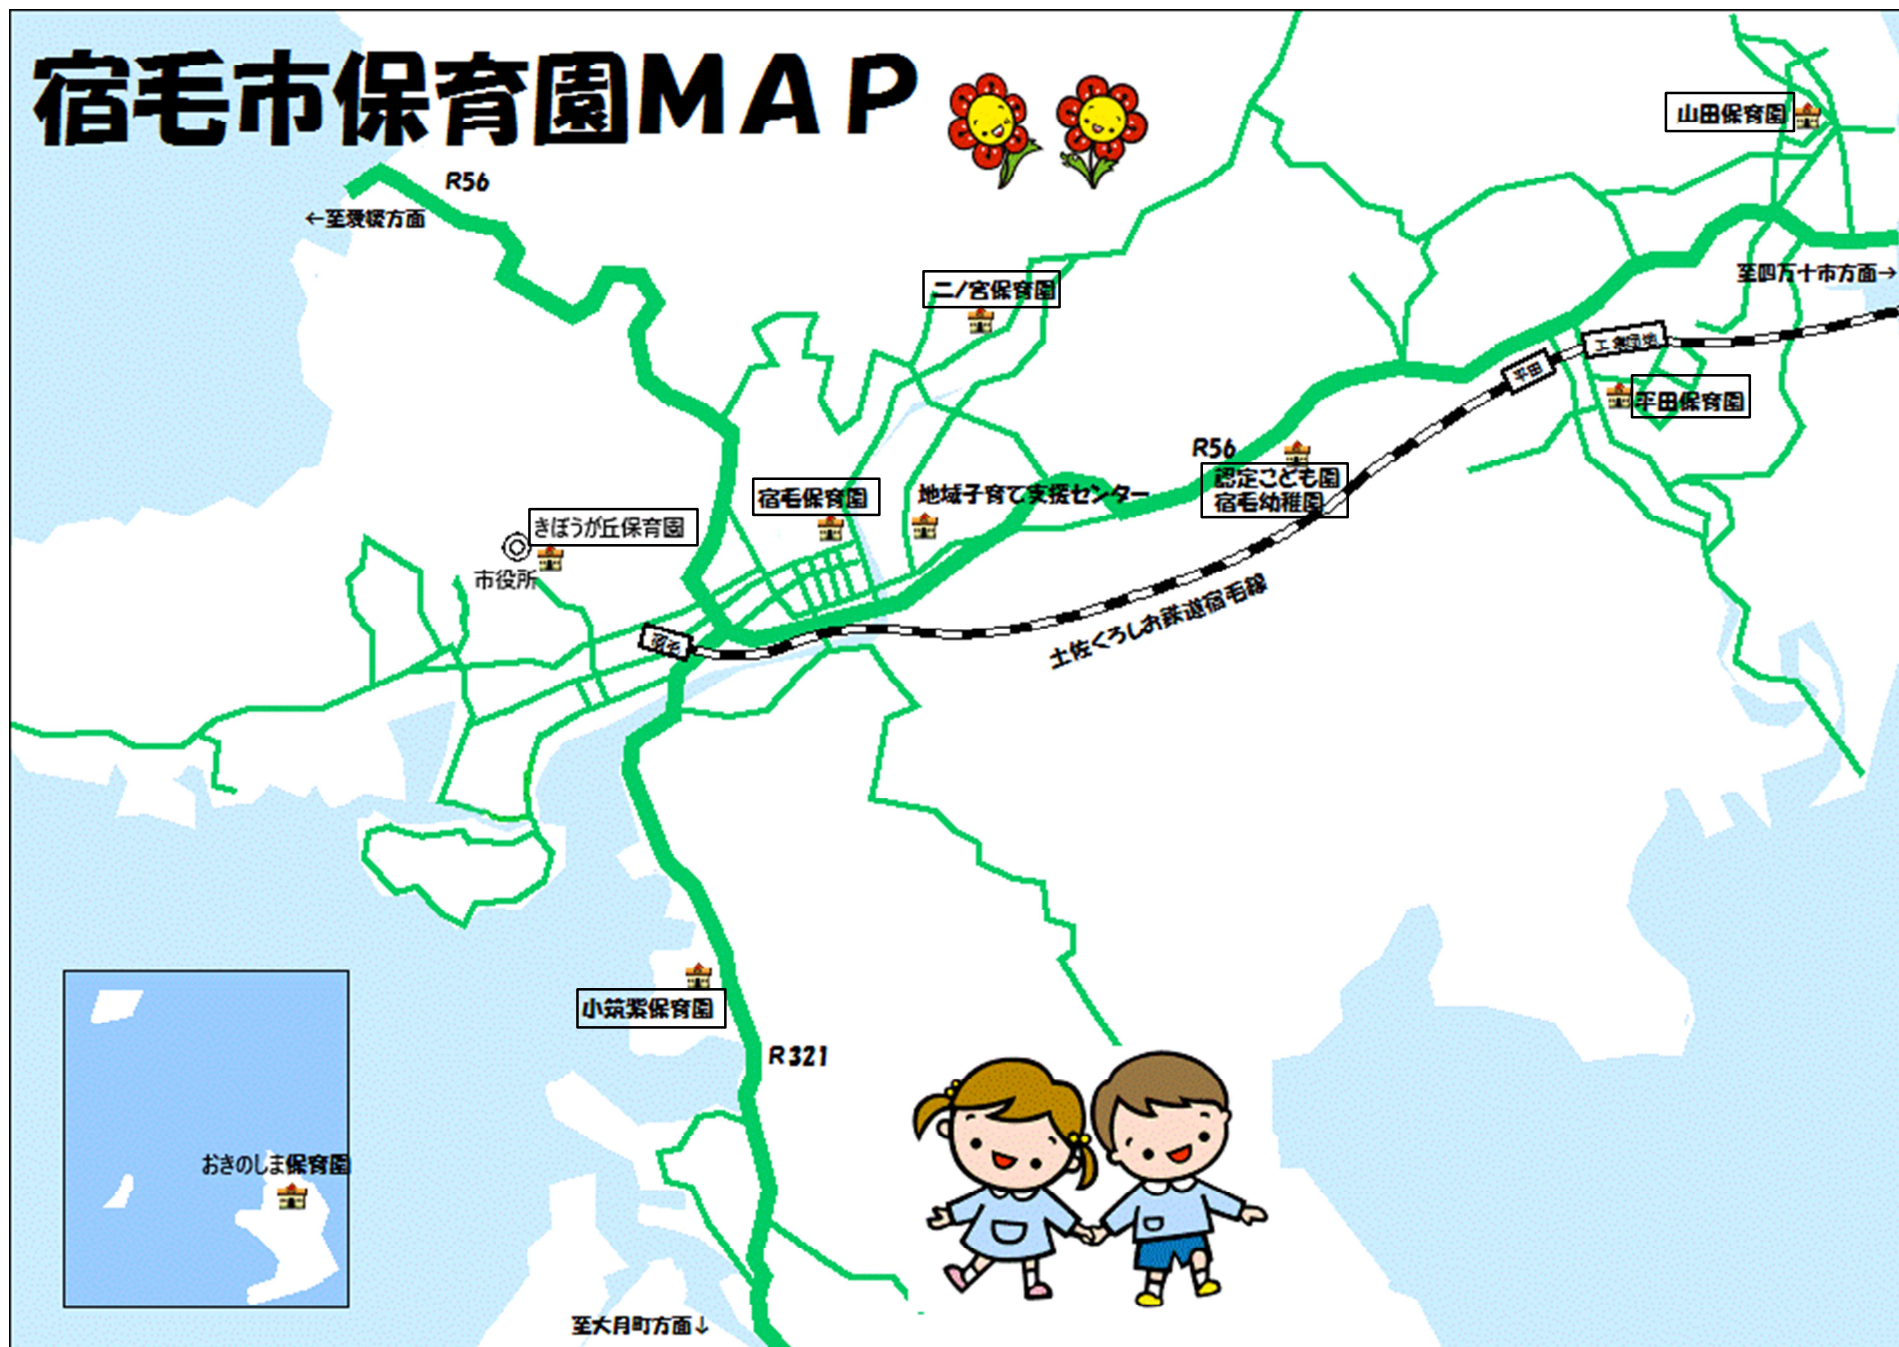 宿毛市保育園MAP
R56
←至愛媛方面
山田保育園
至四万十市方面→
二ノ宮保育園
工業団地
平田
平田保育園
R56
認定こども園
宿毛幼稚園
宿毛保育園
地域子育て支援センター
きぼうが丘保育園
市役所
宿毛
土佐くろしお鉄道宿毛線
小筑紫保育園
R321
おきのしま保育園
至大月町方面↓